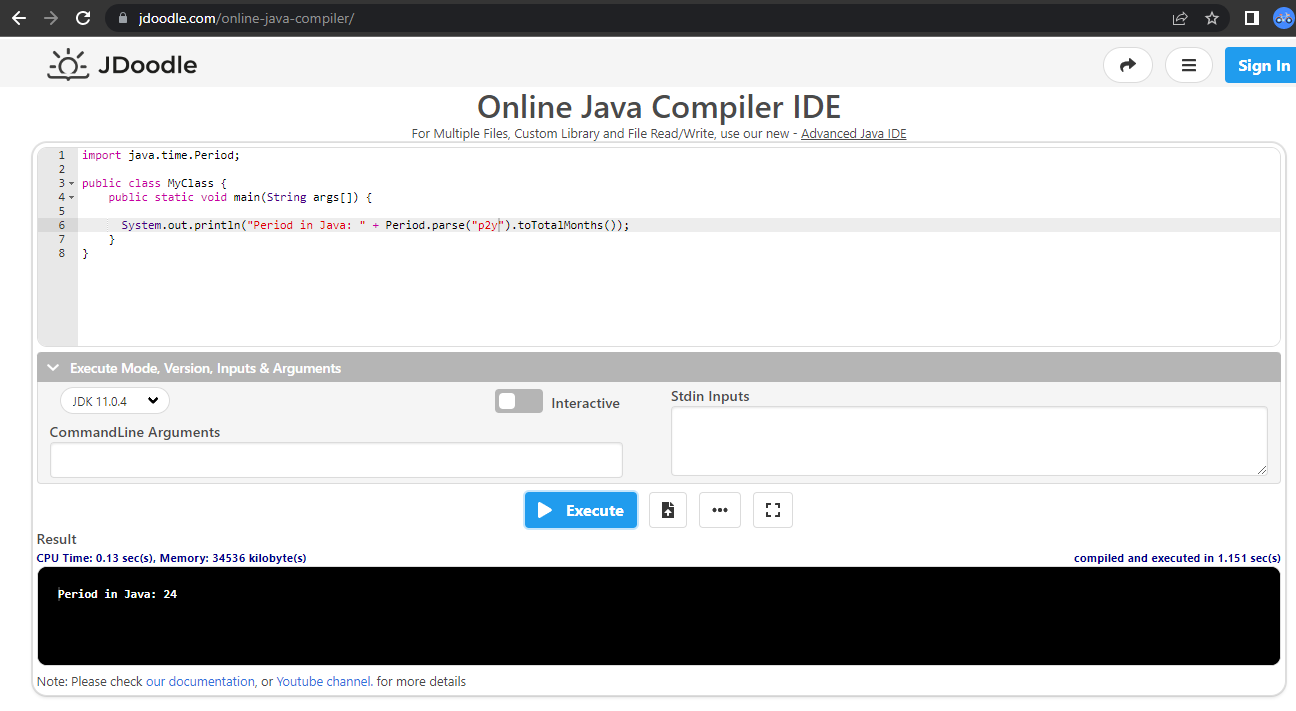 jdoodle.com/online-java-compiler/
JDoodle
Sign In
Online Java Compiler IDE
For Multiple Files, Custom Library and File Read/Write, use our new - Advanced Java IDE
1 import java.time.Period;
2
3 public class MyClass {
4 public static void main(String args[]) {
5
6 System.out.println("Period in Java: " + Period.parse("p2y").toTotalMonths());
7 }
8 }
Execute Mode, Version, Inputs & Arguments
JDK 11.0.4
Interactive
Stdin Inputs
CommandLine Arguments
Execute
Result
CPU Time: 0.13 sec(s), Memory: 34536 kilobyte(s)
compiled and executed in 1.151 sec(s)
Period in Java: 24
Note: Please check our documentation, or Youtube channel. for more details